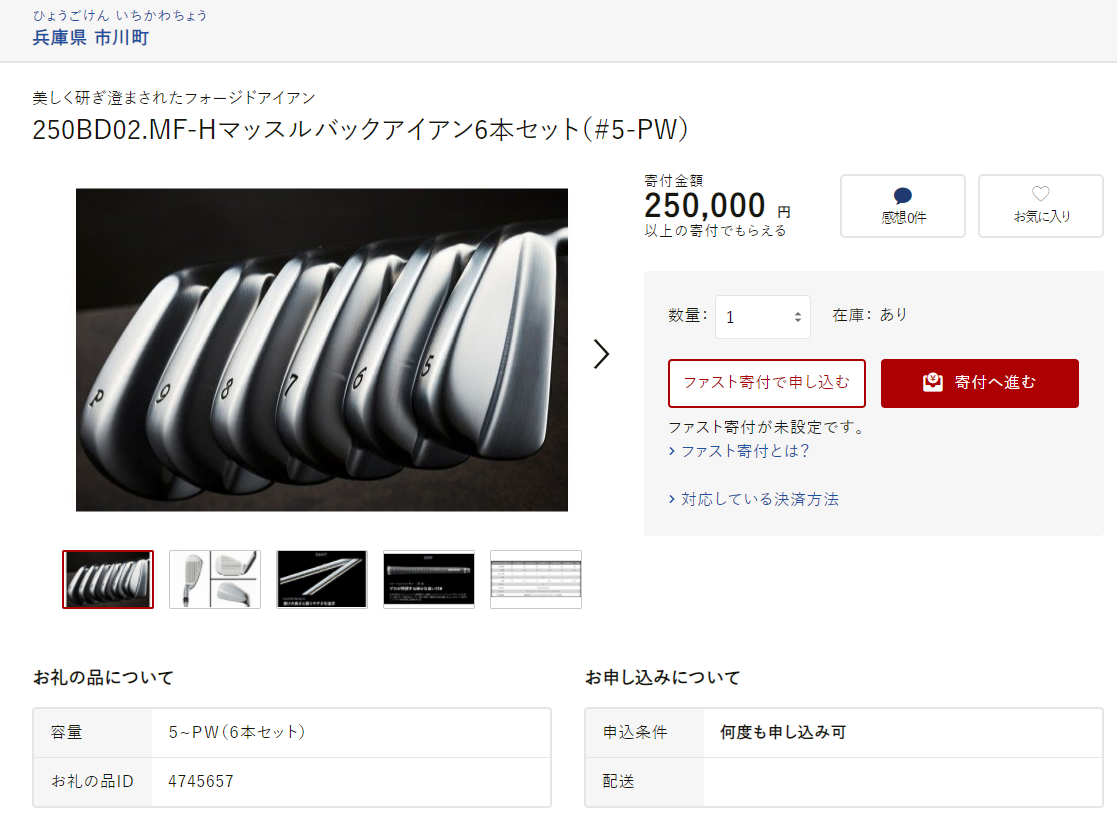 ひょうごけん いちかわちょう
兵庫県 市川町
美しく研ぎ澄まされたフォージドアイアン
250BD02.MF-Hマッスルバックアイアン6本セット(#5-PW)
寄付金額
250,000 円
以上の寄付でもらえる
感想0件
お気に入り
数量:
1
在庫: あり
ファスト寄付で申し込む
寄付へ進む
ファスト寄付が未設定です。
ファスト寄付とは?
対応している決済方法
P
9
8
7
6
5
SHAFT
GRIP
お礼の品について
容量
5~PW(6本セット)
お礼の品ID
4745657
お申し込みについて
申込条件
何度も申し込み可
配送